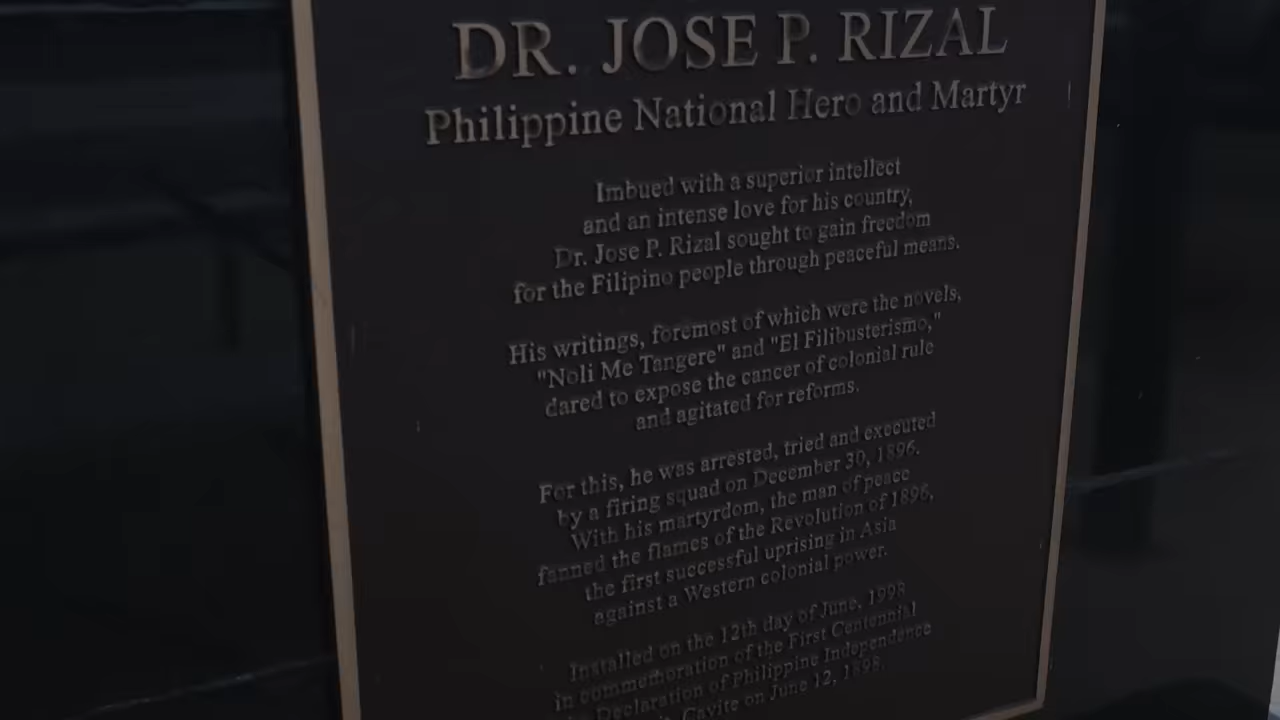 DR. JOSE P. RIZAL
Philippine National Hero and Martyr
Imbued with a superior intellect
and an intense love for his country,
Dr. Jose P. Rizal sought to gain freedom
for the Filipino people through peaceful means.
His writings, foremost of which were the novels,
"Noli Me Tangere" and "El Filibusterismo,"
dared to expose the cancer of colonial rule
and agitated for reforms.
For this, he was arrested, tried and executed
by a firing squad on December 30, 1896.
With his martyrdom, the man of peace
fanned the flames of the Revolution of 1896,
the first successful uprising in Asia
against a Western colonial power.
Installed on the 12th day of June, 1998
in commemoration of the First Centennial
Declaration of Philippine Independence
Cavite on June 12, 1898.